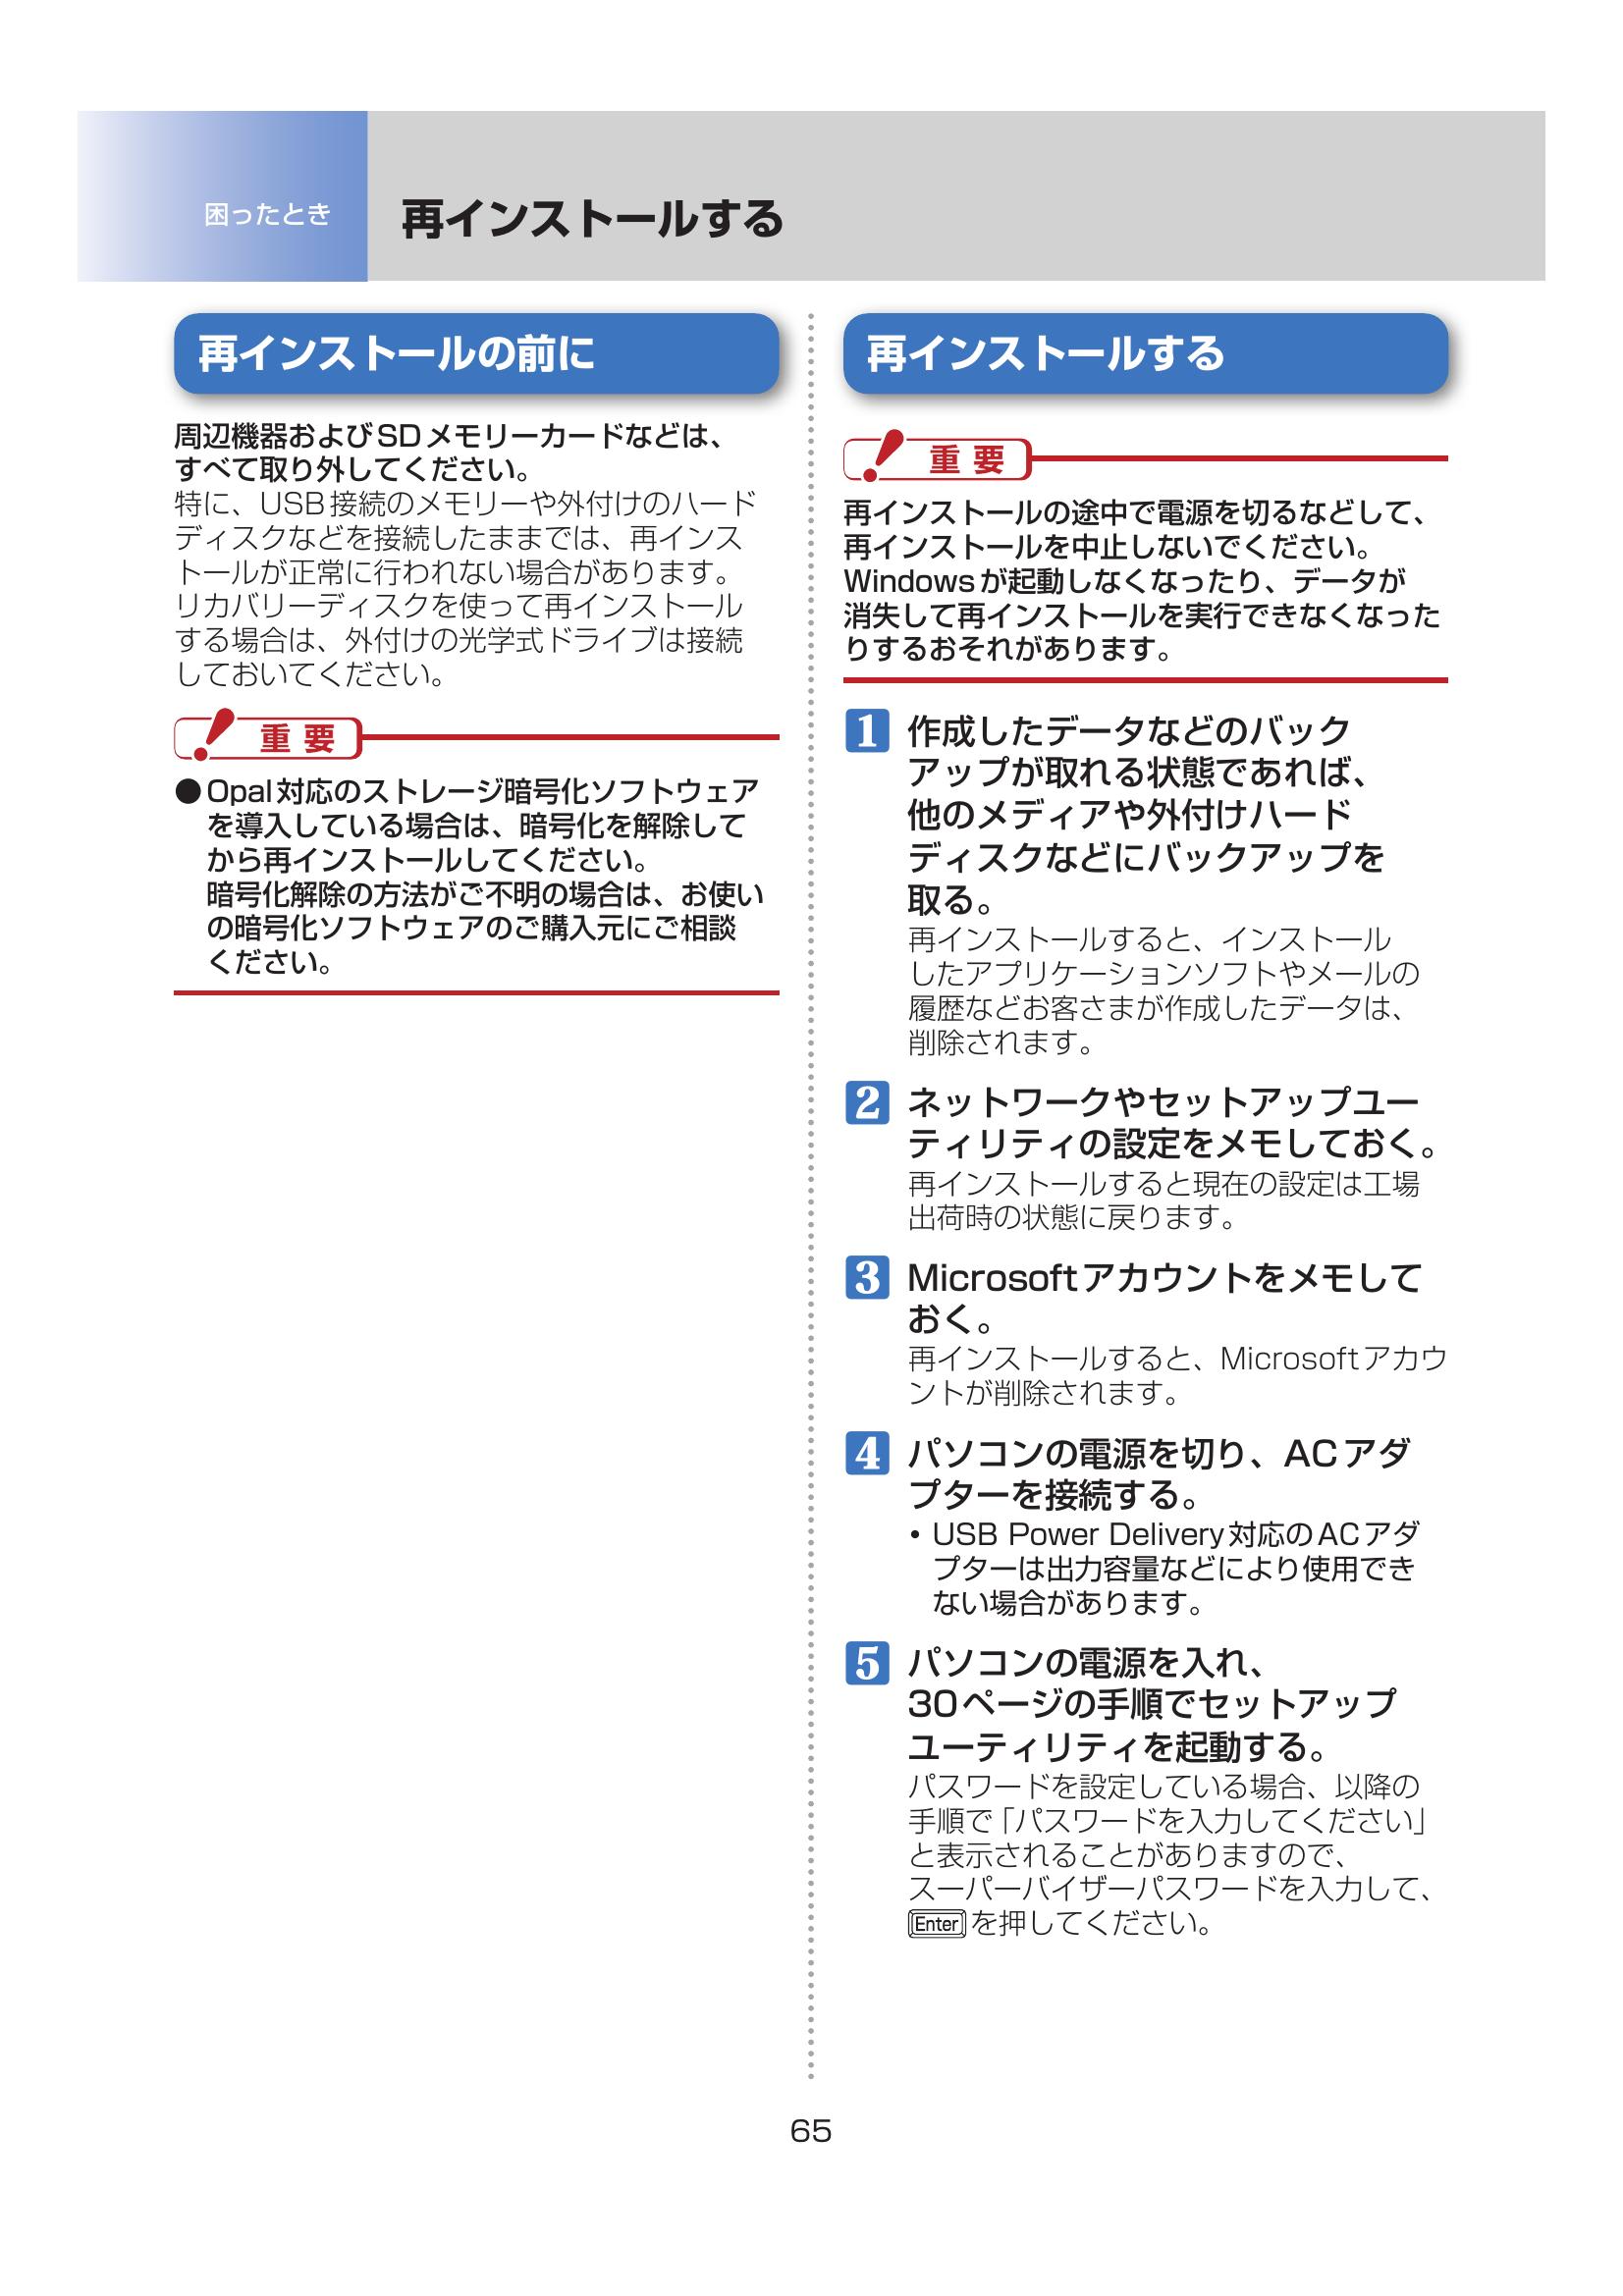 困ったとき
再インストールする
再インストールの前に
周辺機器およびSDメモリーカードなどは、
すべて取り外してください。
特に、USB接続のメモリーや外付けのハード
ディスクなどを接続したままでは、再インス
トールが正常に行われない場合があります。
リカバリーディスクを使って再インストール
する場合は、外付けの光学式ドライブは接続
しておいてください。
重要
●Opal対応のストレージ暗号化ソフトウェア
を導入している場合は、暗号化を解除して
から再インストールしてください。
暗号化解除の方法がご不明の場合は、お使い
の暗号化ソフトウェアのご購入元にご相談
ください。
再インストールする
重要
再インストールの途中で電源を切るなどして、
再インストールを中止しないでください。
Windowsが起動しなくなったり、データが
消失して再インストールを実行できなくなった
りするおそれがあります。
1 作成したデータなどのバック
アップが取れる状態であれば、
他のメディアや外付けハード
ディスクなどにバックアップを
取る。
再インストールすると、インストール
したアプリケーションソフトやメールの
履歴などお客さまが作成したデータは、
削除されます。
2 ネットワークやセットアップユー
ティリティの設定をメモしておく。
再インストールすると現在の設定は工場
出荷時の状態に戻ります。
3 Microsoftアカウントをメモして
おく。
再インストールすると、Microsoftアカウ
ントが削除されます。
4 パソコンの電源を切り、ACアダ
プターを接続する。
• USB Power Delivery対応のACアダ
プターは出力容量などにより使用でき
ない場合があります。
5 パソコンの電源を入れ、
30ページの手順でセットアップ
ユーティリティを起動する。
パスワードを設定している場合、以降の
手順で「パスワードを入力してください」
と表示されることがありますので、
スーパーバイザーパスワードを入力して、
Enterを押してください。
65